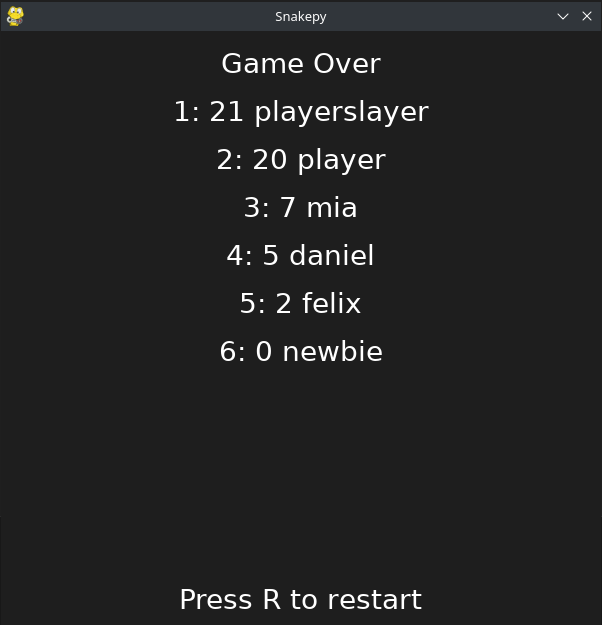 Snakepy
Game Over
1: 21 playerslayer
2: 20 player
3: 7 mia
4: 5 daniel
5: 2 felix
6: 0 newbie
Press R to restart